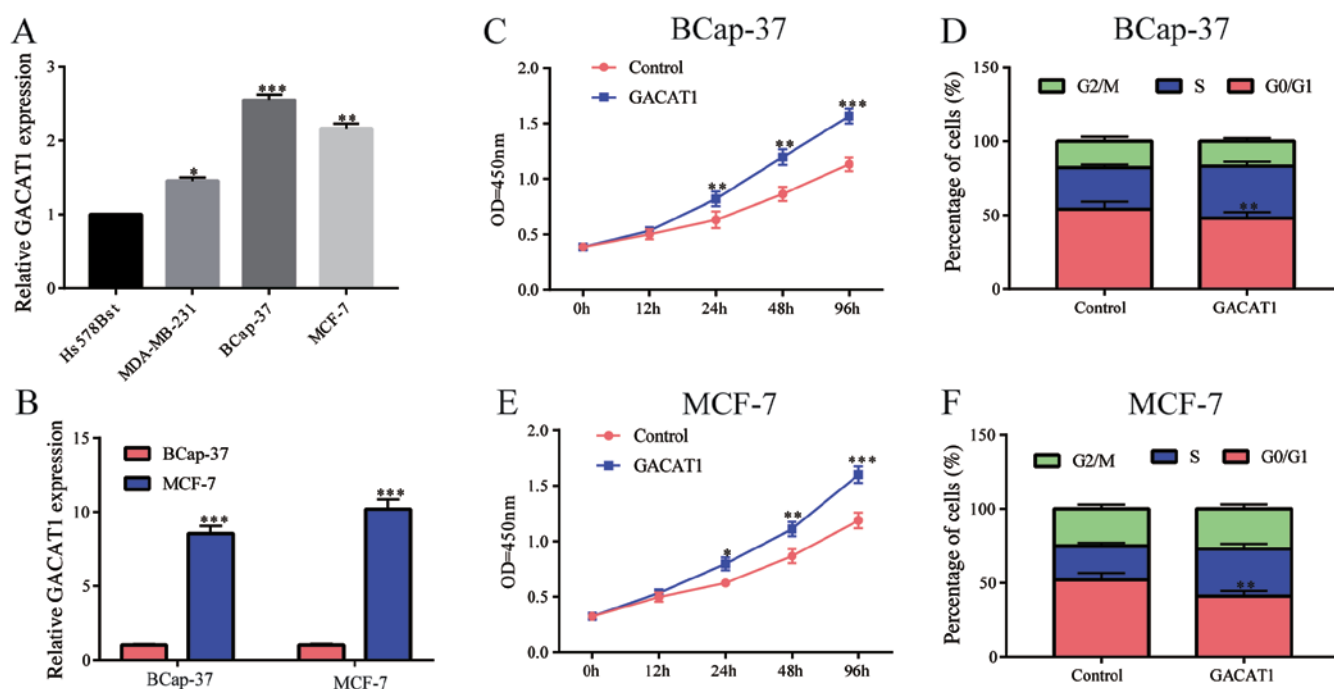 A
Relative GACAT1 expression
3
2
1
0
***
**
*
Hs 578Bst
MDA-MB-231
BCap-37
MCF-7
B
Relative GACAT1 expression
15
10
5
0
BCap-37
MCF-7
***
***
BCap-37
MCF-7
C
BCap-37
OD=450nm
2.0
1.5
1.0
0.5
0.0
Control
GACAT1
**
**
***
0h
12h
24h
48h
96h
D
BCap-37
Percentage of cells (%)
150
100
50
0
G2/M
S
G0/G1
**
Control
GACAT1
E
MCF-7
OD=450nm
2.0
1.5
1.0
0.5
0.0
Control
GACAT1
*
**
***
0h
12h
24h
48h
96h
F
MCF-7
Percentage of cells (%)
150
100
50
0
G2/M
S
G0/G1
**
Control
GACAT1